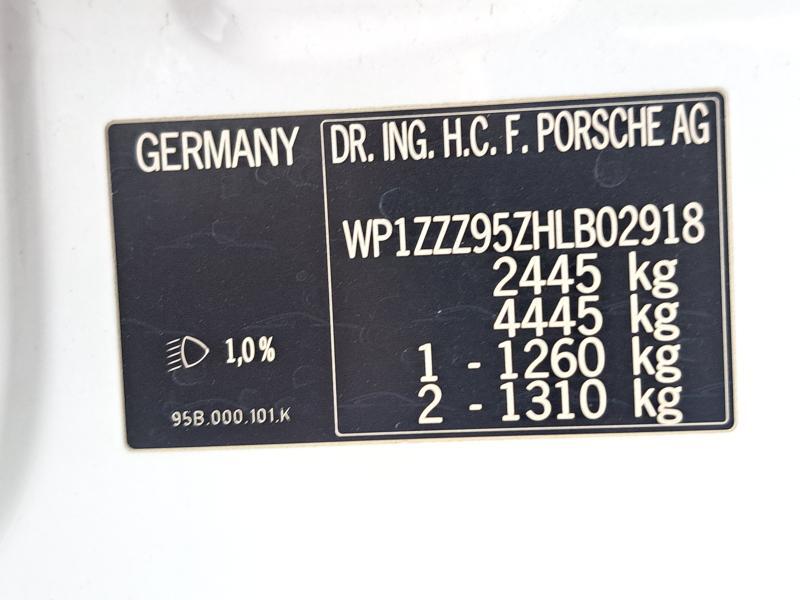 GERMANY
1,0%
95B.000.101.K
DR. ING. H.C. F. PORSCHE AG
WP1ZZZ95ZHLB02918
2445 kg
4445 kg
1 - 1260 kg
2 - 1310 kg